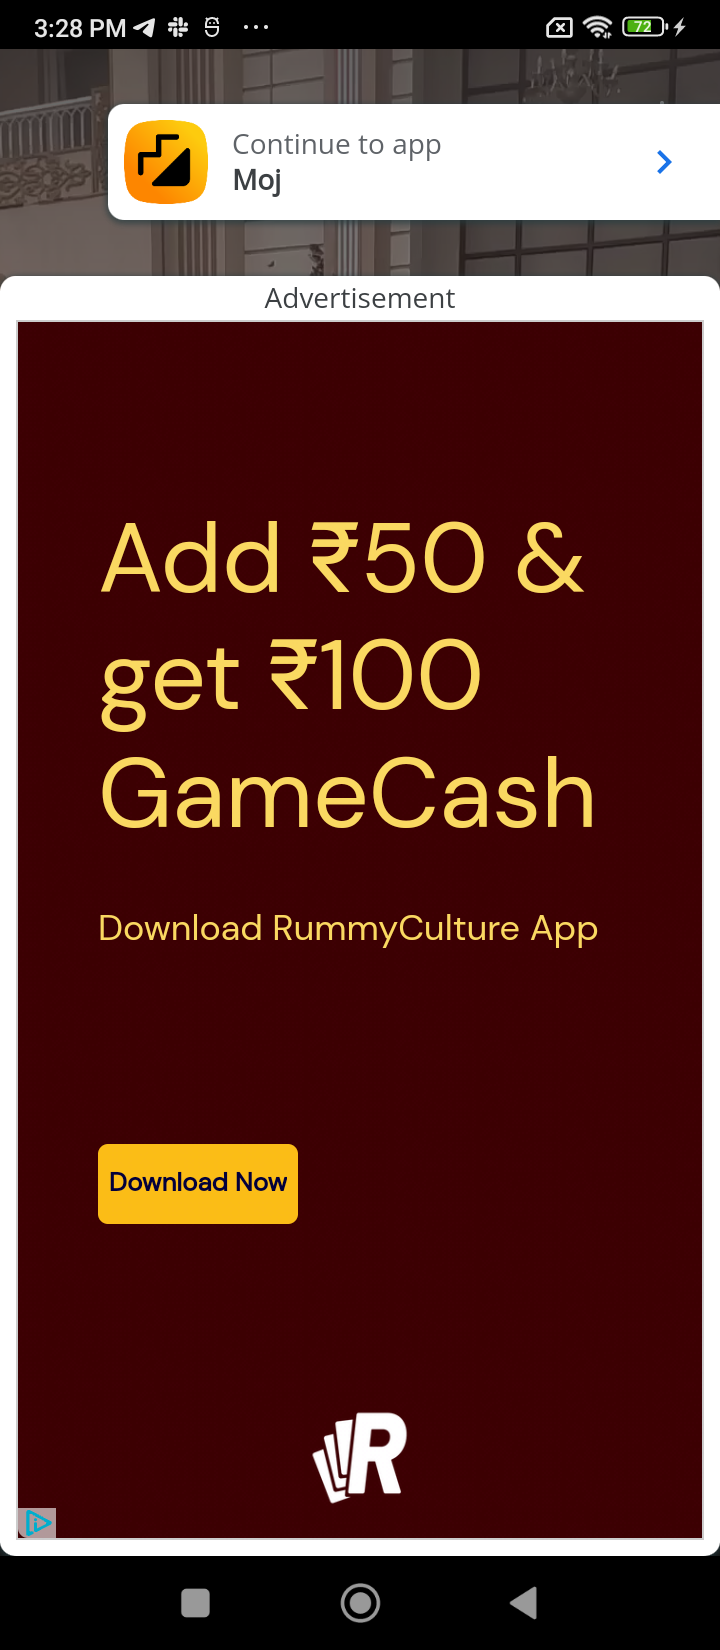 3:28 PM
72
Continue to app
Moj
Advertisement
Add ₹50 &
get ₹100
GameCash
Download RummyCulture App
Download Now
R